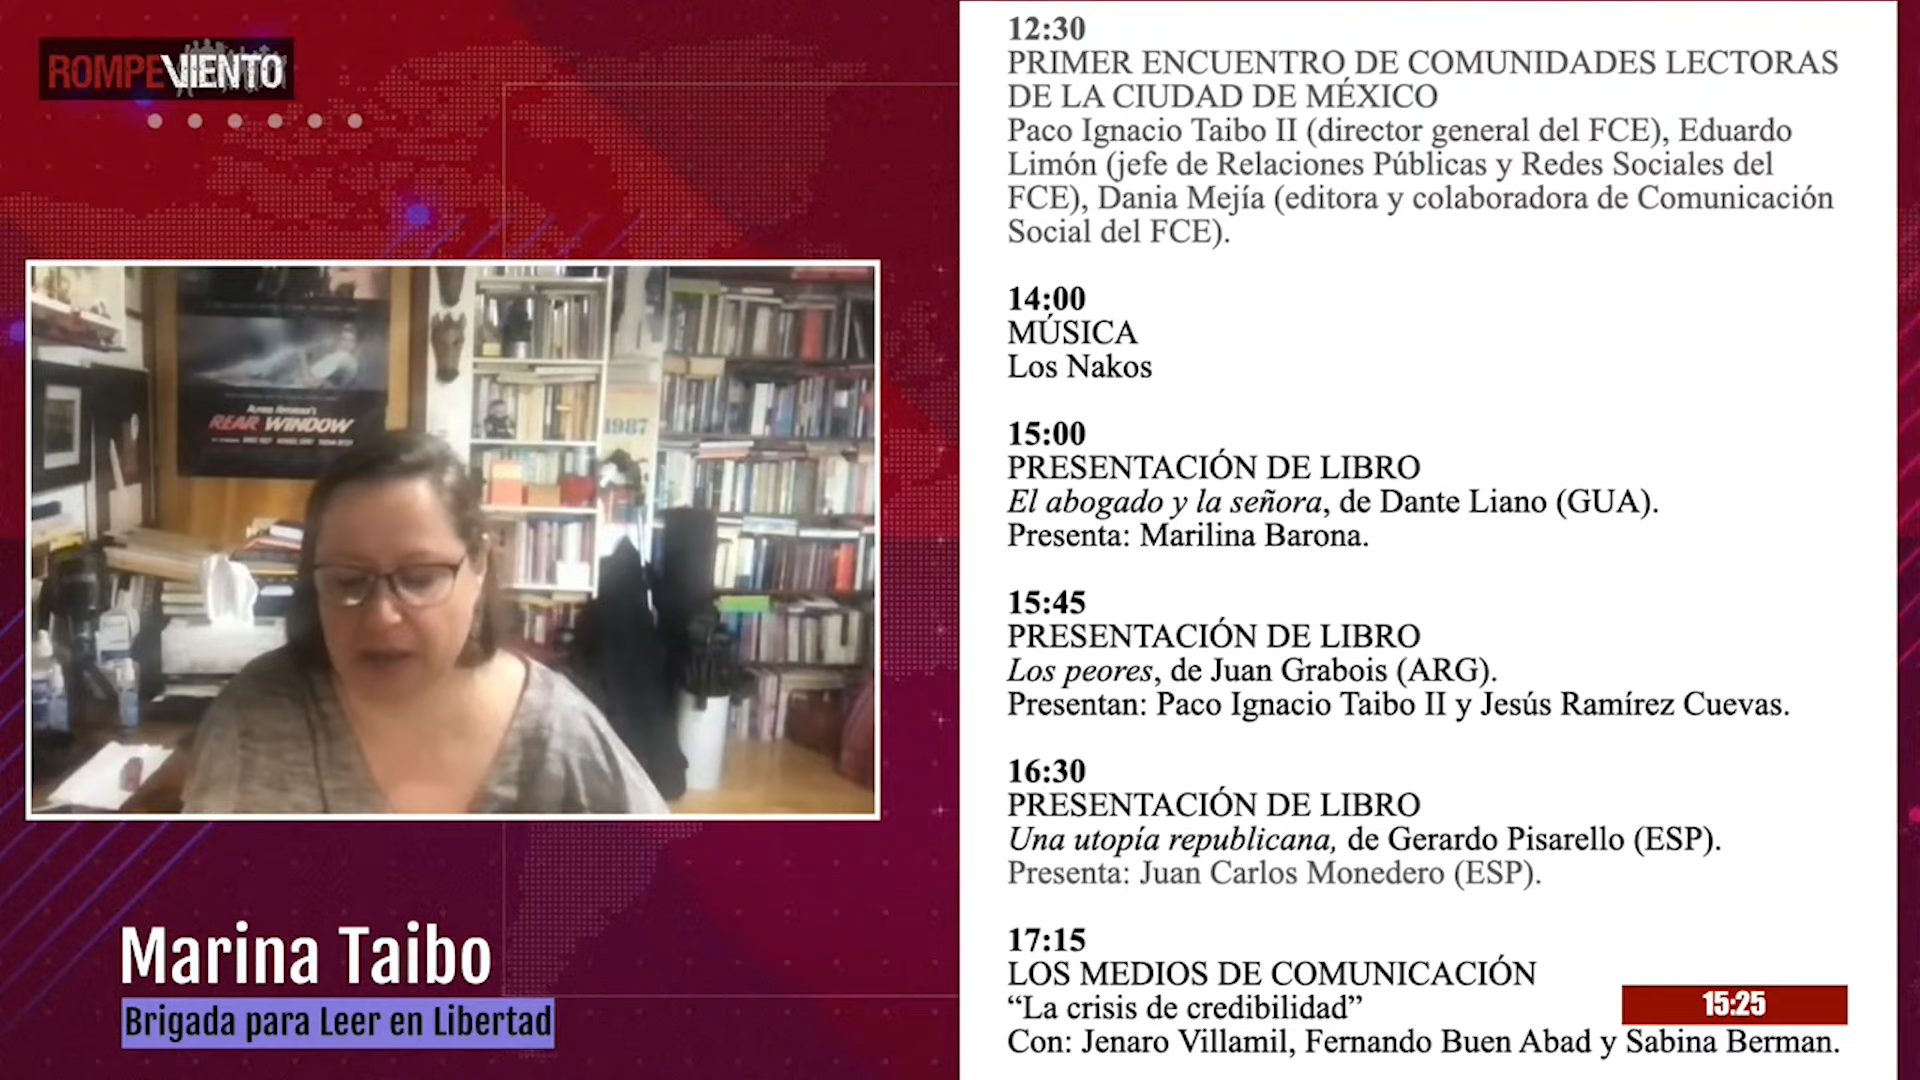 ROMPEVIENTO
ALFRED HITCHCOCK'S
REAR WINDOW
1987
Marina Taibo
Brigada para Leer en Libertad
12:30
PRIMER ENCUENTRO DE COMUNIDADES LECTORAS
DE LA CIUDAD DE MÉXICO
Paco Ignacio Taibo II (director general del FCE), Eduardo
Limón (jefe de Relaciones Públicas y Redes Sociales del
FCE), Dania Mejía (editora y colaboradora de Comunicación
Social del FCE).
14:00
MÚSICA
Los Nakos
15:00
PRESENTACIÓN DE LIBRO
El abogado y la señora, de Dante Liano (GUA).
Presenta: Marilina Barona.
15:45
PRESENTACIÓN DE LIBRO
Los peores, de Juan Grabois (ARG).
Presentan: Paco Ignacio Taibo II y Jesús Ramírez Cuevas.
16:30
PRESENTACIÓN DE LIBRO
Una utopía republicana, de Gerardo Pisarello (ESP).
Presenta: Juan Carlos Monedero (ESP).
17:15
LOS MEDIOS DE COMUNICACIÓN
“La crisis de credibilidad”
15:25
Con: Jenaro Villamil, Fernando Buen Abad y Sabina Berman.